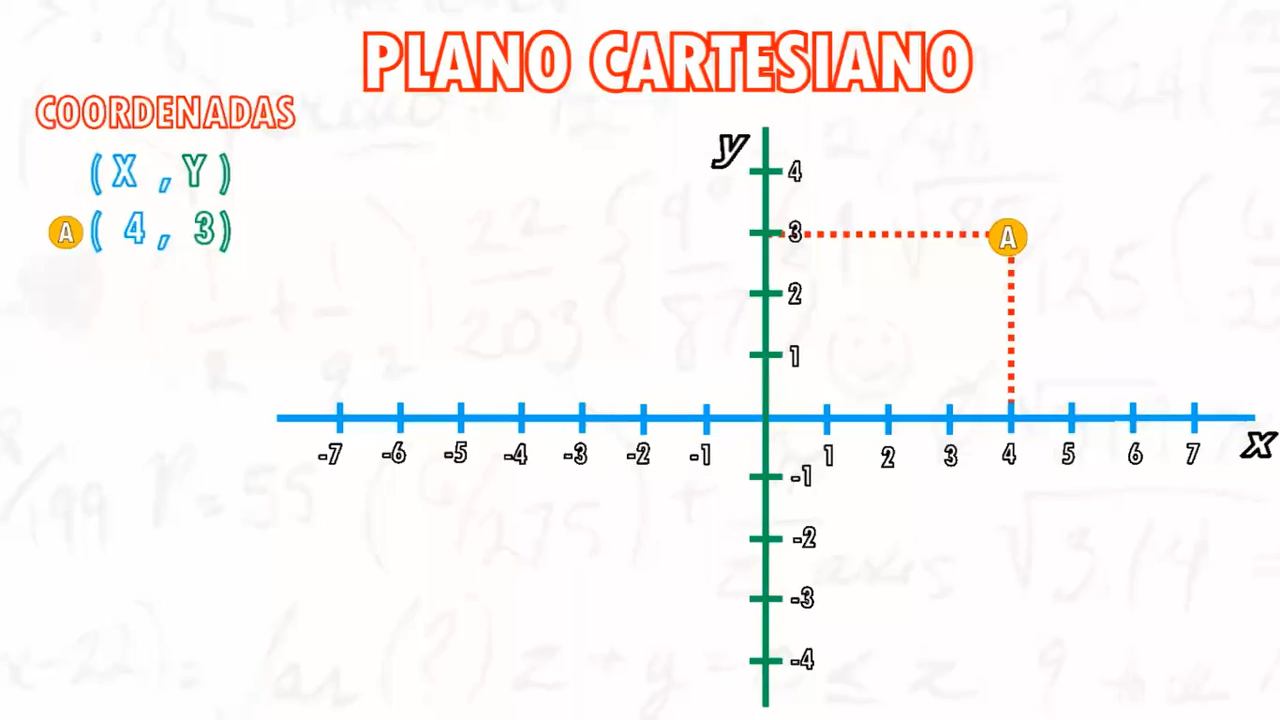 PLANO CARTESIANO
COORDENADAS
( X , Y )
A ( 4 , 3 )
y
4
3
A
2
1
-7 -6 -5 -4 -3 -2 -1 1 2 3 4 5 6 7
x
-1
-2
-3
-4